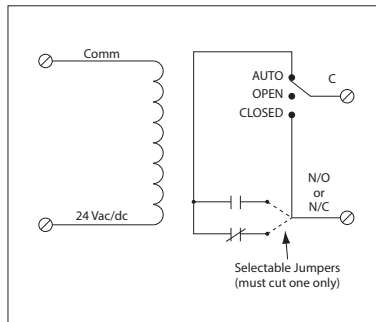 Comm
AUTO
OPEN
CLOSED
C
24 Vac/dc
N/O
or
N/C
Selectable Jumpers
(must cut one only)